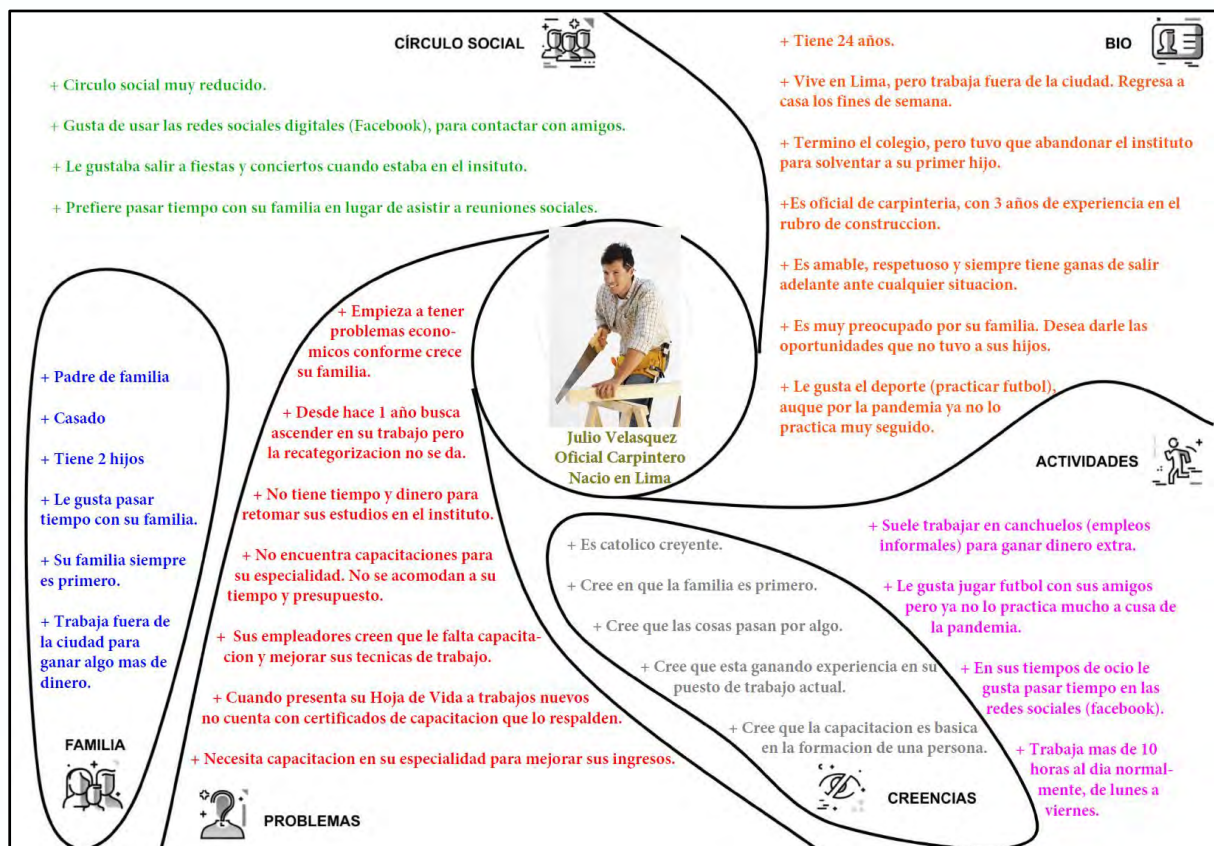 CÍRCULO SOCIAL
+ Circulo social muy reducido.
+ Gusta de usar las redes sociales digitales (Facebook), para contactar con amigos.
+ Le gustaba salir a fiestas y conciertos cuando estaba en el insituto.
+ Prefiere pasar tiempo con su familia en lugar de asistir a reuniones sociales.
BIO
+ Tiene 24 años.
+ Vive en Lima, pero trabaja fuera de la ciudad. Regresa a
casa los fines de semana.
+ Termino el colegio, pero tuvo que abandonar el instituto
para solventar a su primer hijo.
+Es oficial de carpinteria, con 3 años de experiencia en el
rubro de construccion.
+ Es amable, respetuoso y siempre tiene ganas de salir
adelante ante cualquier situacion.
+ Es muy preocupado por su familia. Desea darle las
oportunidades que no tuvo a sus hijos.
+ Le gusta el deporte (practicar futbol),
auque por la pandemia ya no lo
practica muy seguido.
Julio Velasquez
Oficial Carpintero
Nacio en Lima
+ Padre de familia
+ Casado
+ Tiene 2 hijos
+ Le gusta pasar
tiempo con su familia.
+ Su familia siempre
es primero.
+ Trabaja fuera de
la ciudad para
ganar algo mas de
dinero.
FAMILIA
+ Empieza a tener
problemas econo-
micos conforme crece
su familia.
+ Desde hace 1 año busca
ascender en su trabajo pero
la recategorizacion no se da.
+ No tiene tiempo y dinero para
retomar sus estudios en el instituto.
+ No encuentra capacitaciones para
su especialidad. No se acomodan a su
tiempo y presupuesto.
+ Sus empleadores creen que le falta capacita-
cion y mejorar sus tecnicas de trabajo.
+ Cuando presenta su Hoja de Vida a trabajos nuevos
no cuenta con certificados de capacitacion que lo respalden.
+ Necesita capacitacion en su especialidad para mejorar sus ingresos.
PROBLEMAS
+ Es catolico creyente.
+ Cree en que la familia es primero.
+ Cree que las cosas pasan por algo.
+ Cree que esta ganando experiencia en su
puesto de trabajo actual.
+ Cree que la capacitacion es basica
en la formacion de una persona.
CREENCIAS
ACTIVIDADES
+ Suele trabajar en canchuelos (empleos
informales) para ganar dinero extra.
+ Le gusta jugar futbol con sus amigos
pero ya no lo practica mucho a cusa de
la pandemia.
+ En sus tiempos de ocio le
gusta pasar tiempo en las
redes sociales (facebook).
+ Trabaja mas de 10
horas al dia normal-
mente, de lunes a
viernes.